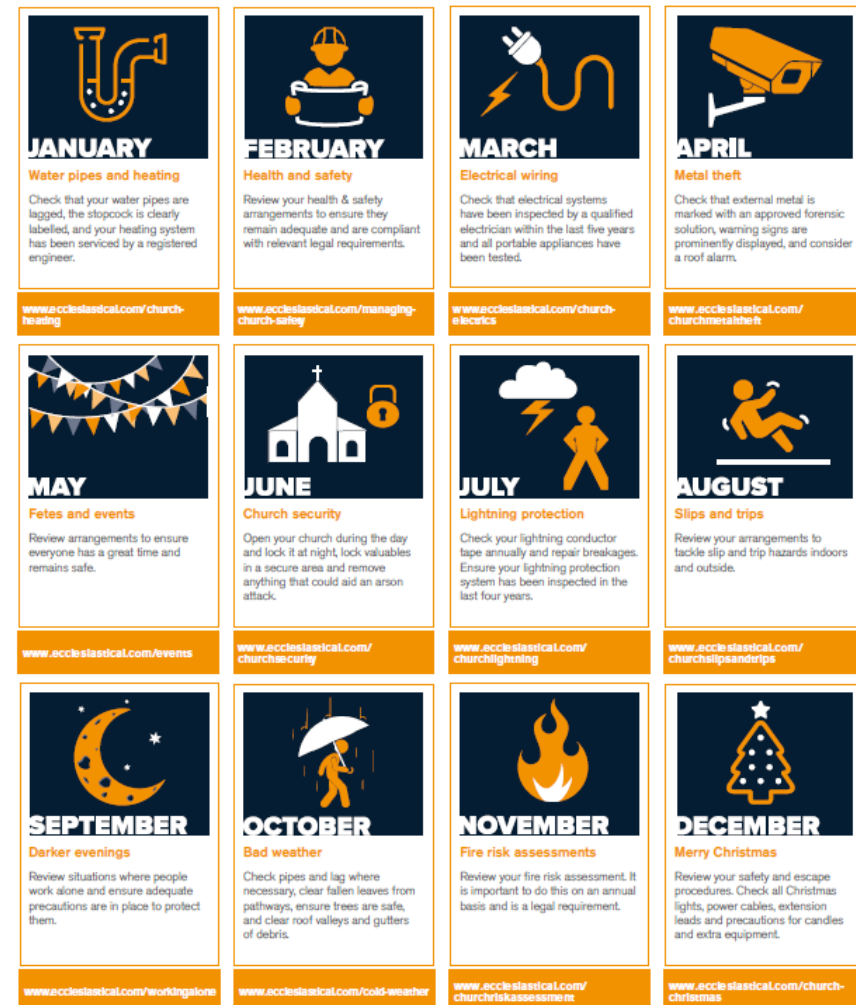 JANUARY
Water pipes and heating
Check that your water pipes are
lagged, the stopcock is clearly
labelled, and your heating system
has been serviced by a registered
engineer.
www.ecclesiastical.com/church-
heating
FEBRUARY
Health and safety
Review your health & safety
arrangements to ensure they
remain adequate and are compliant
with relevant legal requirements.
www.ecclesiastical.com/managing-
church-safety
MARCH
Electrical wiring
Check that electrical systems
have been inspected by a qualified
electrician within the last five years
and all portable appliances have
been tested.
www.ecclesiastical.com/church-
electrics
APRIL
Metal theft
Check that external metal is
marked with an approved forensic
solution, warning signs are
prominently displayed, and consider
a roof alarm.
www.ecclesiastical.com/
churchmetaltheft
MAY
Fetes and events
Review arrangements to ensure
everyone has a great time and
remains safe.
www.ecclesiastical.com/events
JUNE
Church security
Open your church during the day
and lock it at night, lock valuables
in a secure area and remove
anything that could aid an arson
attack.
www.ecclesiastical.com/
churchsecurity
JULY
Lightning protection
Check your lightning conductor
tape annually and repair breakages.
Ensure your lightning protection
system has been inspected in the
last four years.
www.ecclesiastical.com/
churchlightning
AUGUST
Slips and trips
Review your arrangements to
tackle slip and trip hazards indoors
and outside.
www.ecclesiastical.com/
churchslipsandtrips
SEPTEMBER
Darker evenings
Review situations where people
work alone and ensure adequate
precautions are in place to protect
them.
www.ecclesiastical.com/workingalone
OCTOBER
Bad weather
Check pipes and lag where
necessary, clear fallen leaves from
pathways, ensure trees are safe,
and clear roof valleys and gutters
of debris.
www.ecclesiastical.com/cold-weather
NOVEMBER
Fire risk assessments
Review your fire risk assessment. It
is important to do this on an annual
basis and is a legal requirement.
www.ecclesiastical.com/
churchriskassessment
DECEMBER
Merry Christmas
Review your safety and escape
procedures. Check all Christmas
lights, power cables, extension
leads and precautions for candles
and extra equipment.
www.ecclesiastical.com/church-
christmas